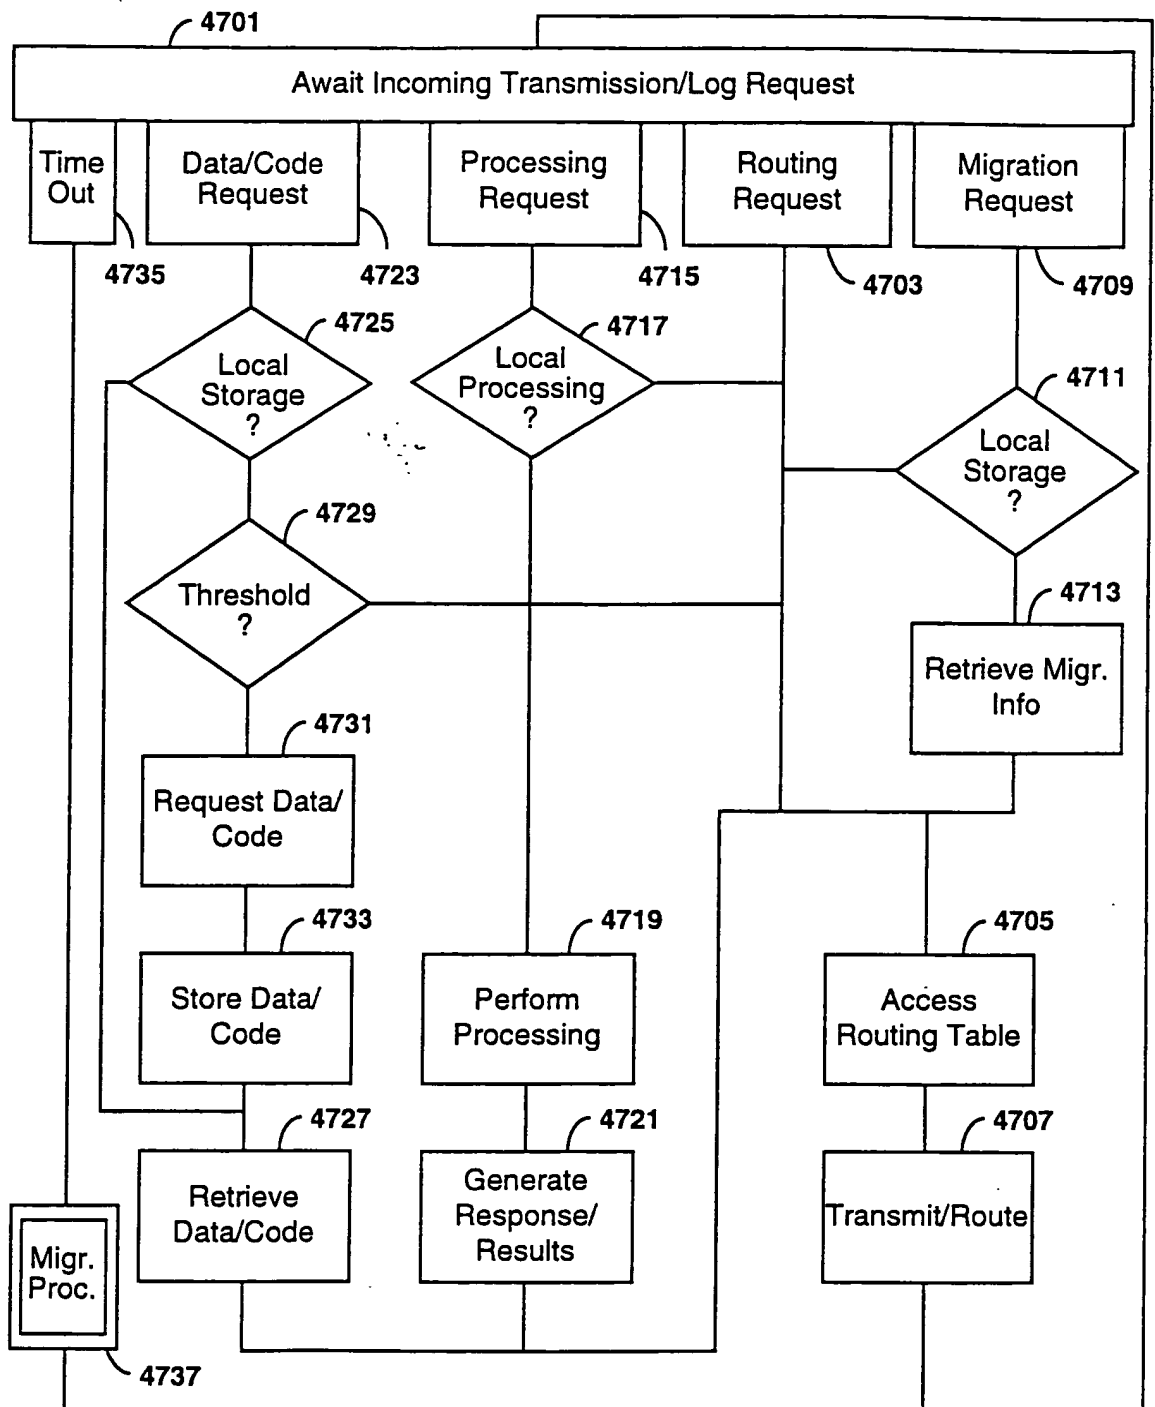 4701
Await Incoming Transmission/Log Request
Time
Out
Data/Code
Request
Processing
Request
Routing
Request
Migration
Request
4735
4723
4715
4703
4709
4725
Local
Storage
?
4717
Local
Processing
?
4711
Local
Storage
?
4729
Threshold
?
4713
Retrieve Migr.
Info
4731
Request Data/
Code
4733
Store Data/
Code
4719
Perform
Processing
4705
Access
Routing Table
4727
Retrieve
Data/Code
4721
Generate
Response/
Results
4707
Transmit/Route
Migr.
Proc.
4737